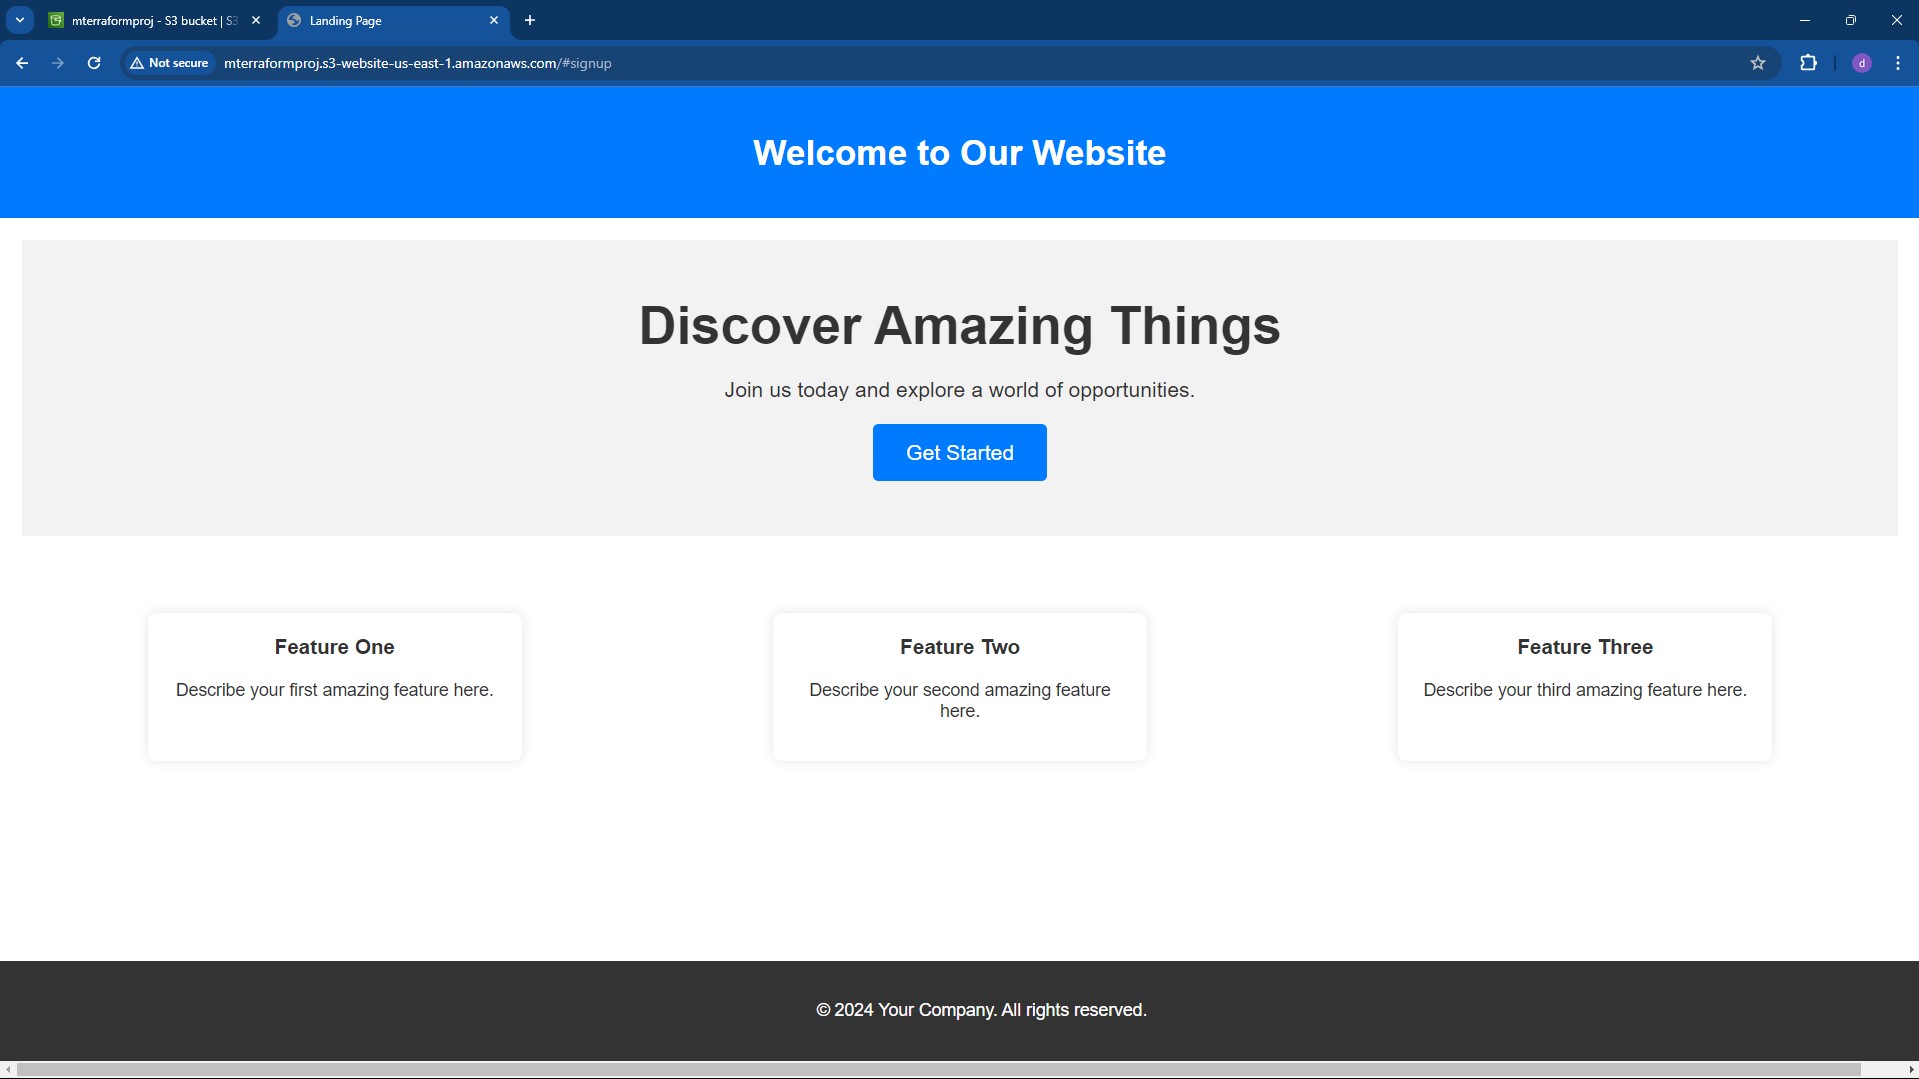 mterraformproj - S3 bucket | S3
Landing Page
Not secure
mterraformproj.s3-website-us-east-1.amazonaws.com/#signup
d
Welcome to Our Website
Discover Amazing Things
Join us today and explore a world of opportunities.
Get Started
Feature One
Describe your first amazing feature here.
Feature Two
Describe your second amazing feature
here.
Feature Three
Describe your third amazing feature here.
© 2024 Your Company. All rights reserved.